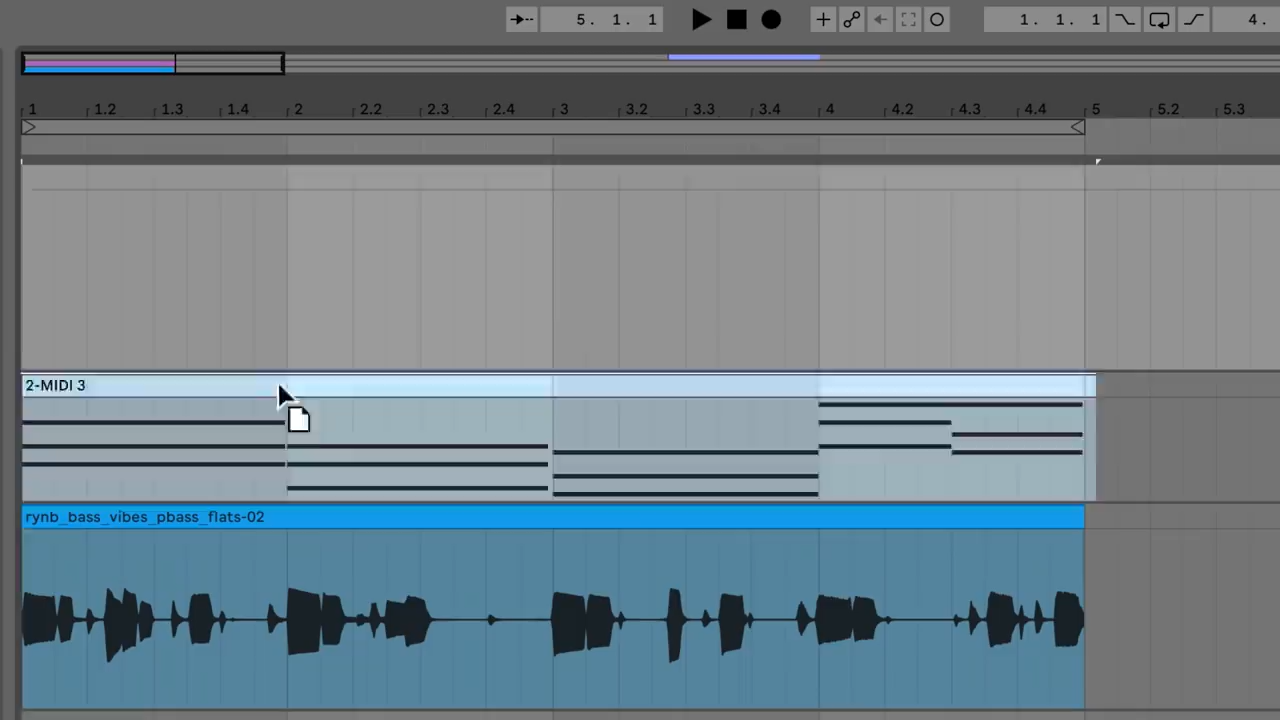 5. 1. 1 1. 1. 1 4.
1 1.2 1.3 1.4 2 2.2 2.3 2.4 3 3.2 3.3 3.4 4 4.2 4.3 4.4 5 5.2 5.3
2-MIDI 3
rynb_bass_vibes_pbass_flats-02